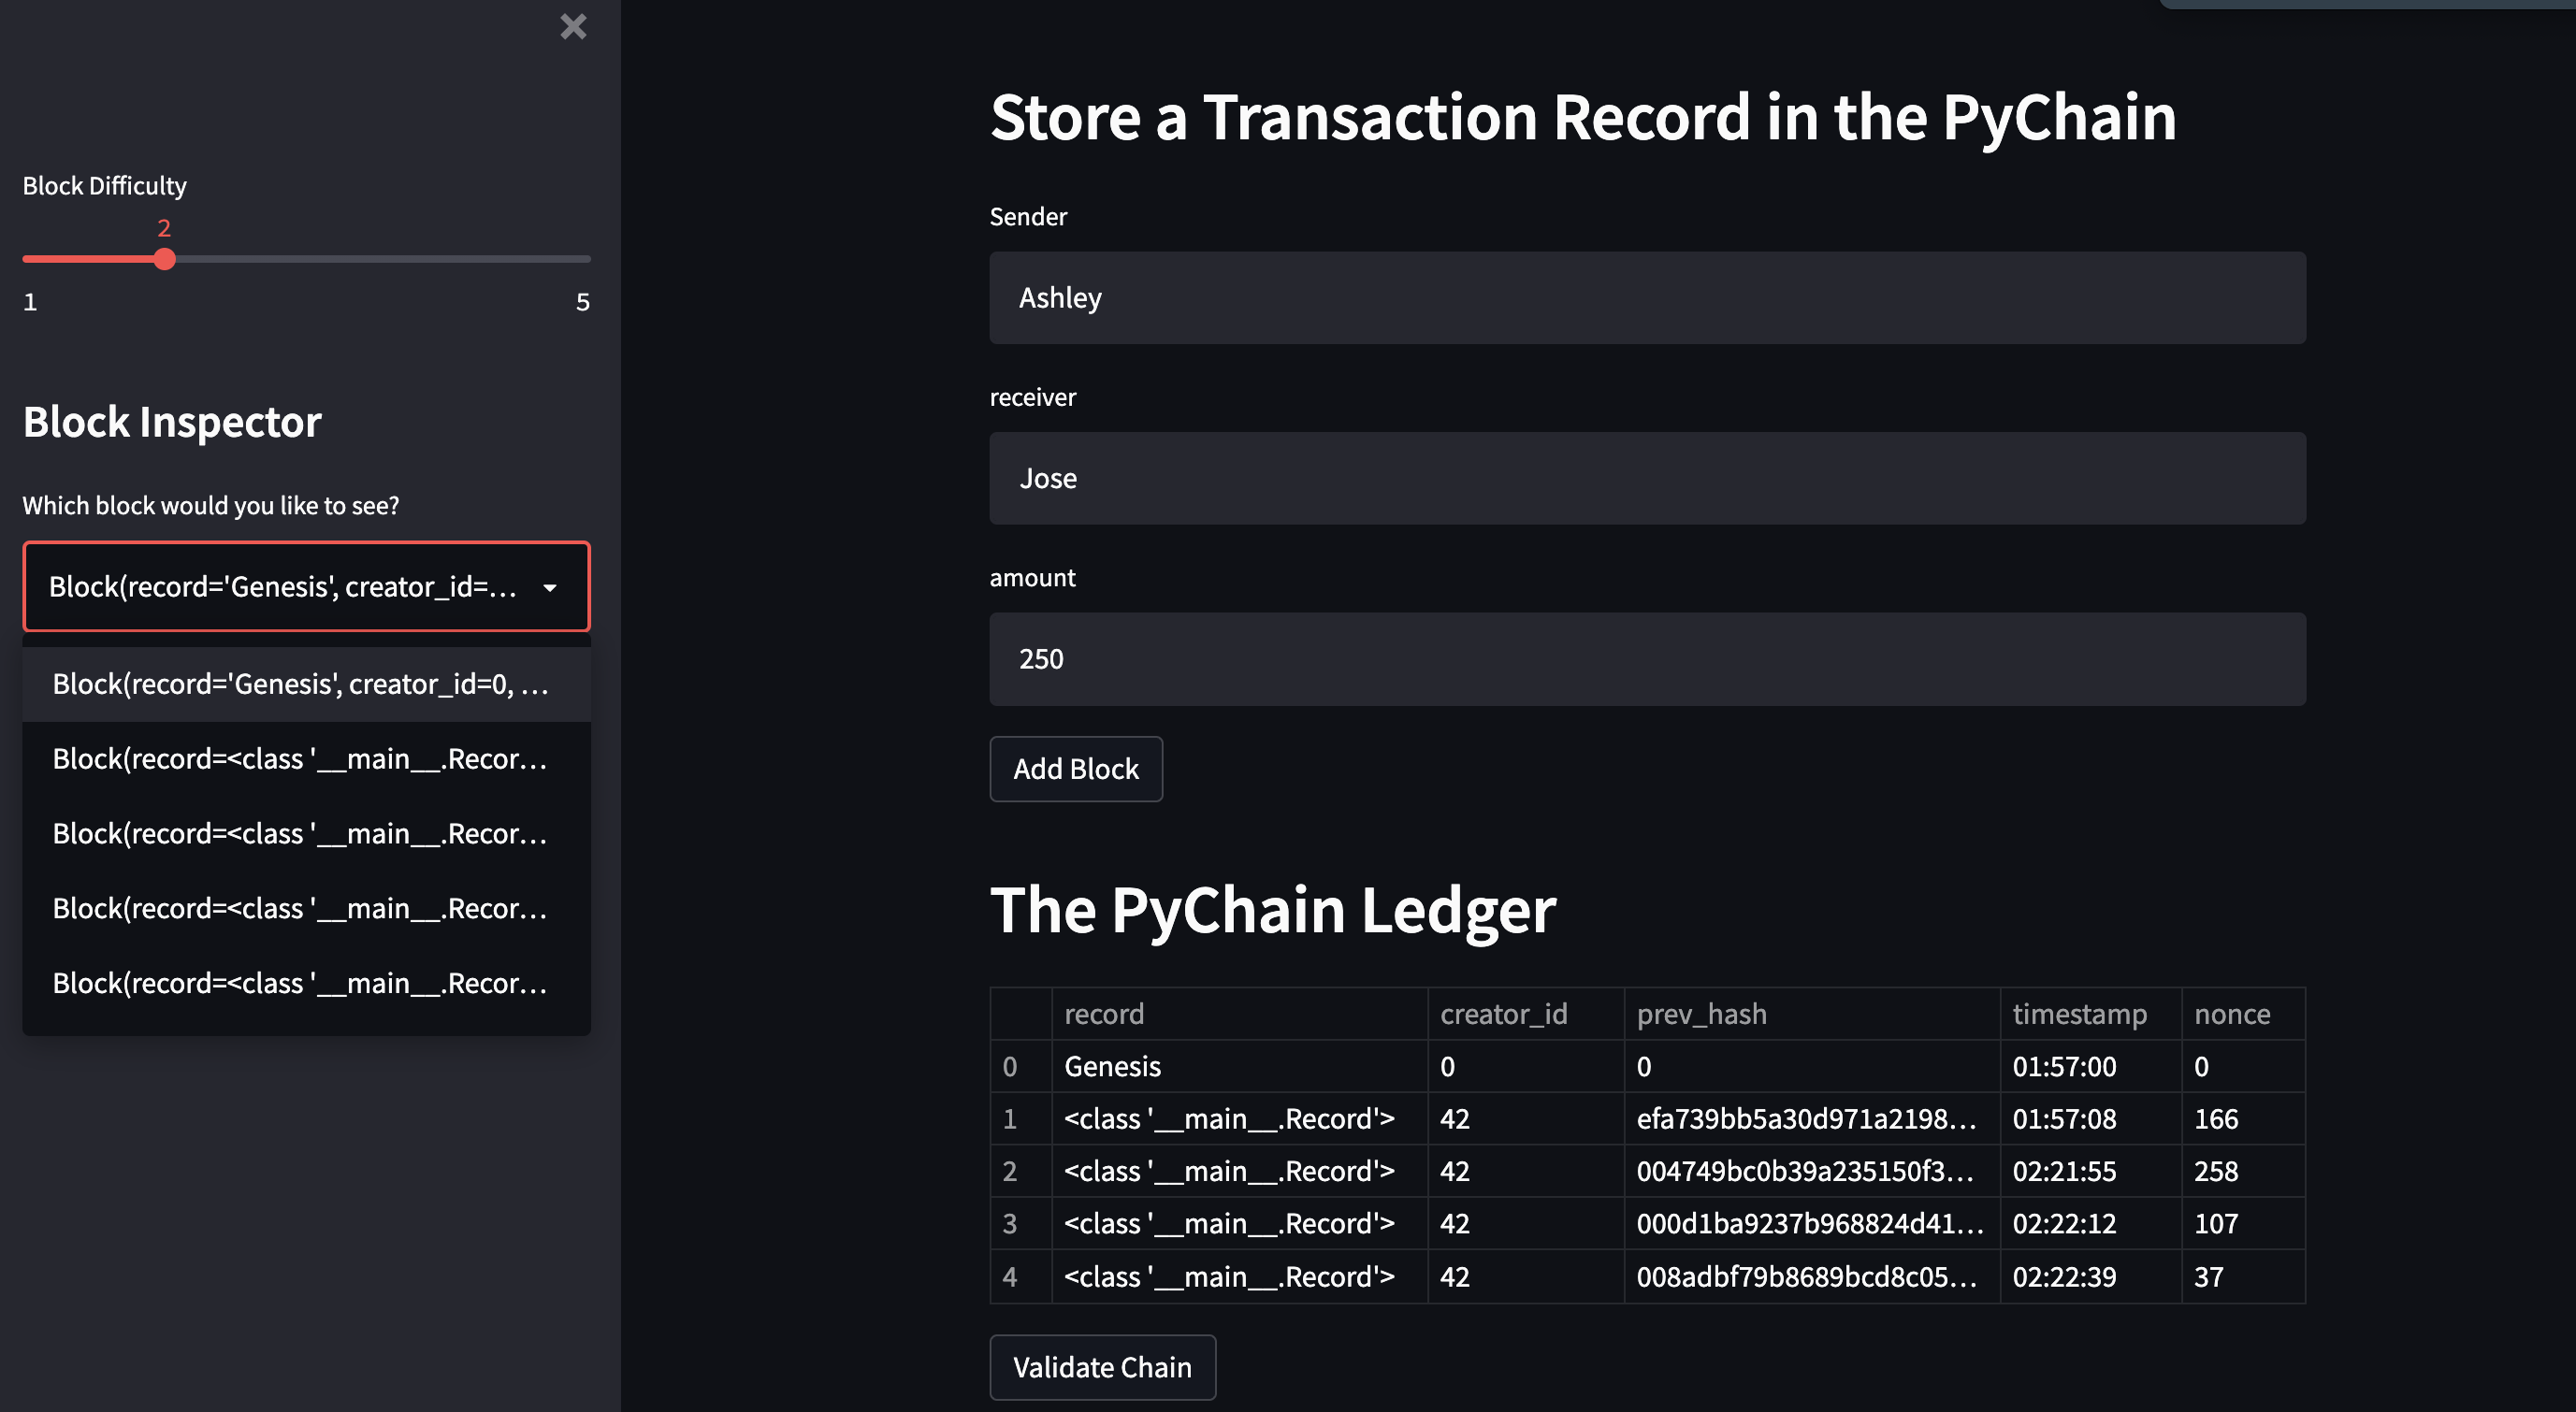 Block Difficulty
2
1 5
Block Inspector
Which block would you like to see?
Block(record='Genesis', creator_id=...
Block(record='Genesis', creator_id=0, ...
Block(record=<class '__main__.Recor...
Block(record=<class '__main__.Recor...
Block(record=<class '__main__.Recor...
Block(record=<class '__main__.Recor...
Store a Transaction Record in the PyChain
Sender
Ashley
receiver
Jose
amount
250
Add Block
The PyChain Ledger
record creator_id prev_hash timestamp nonce
0 Genesis 0 0 01:57:00 0
1 <class '__main__.Record'> 42 efa739bb5a30d971a2198... 01:57:08 166
2 <class '__main__.Record'> 42 004749bc0b39a235150f3... 02:21:55 258
3 <class '__main__.Record'> 42 000d1ba9237b968824d41... 02:22:12 107
4 <class '__main__.Record'> 42 008adbf79b8689bcd8c05... 02:22:39 37
Validate Chain